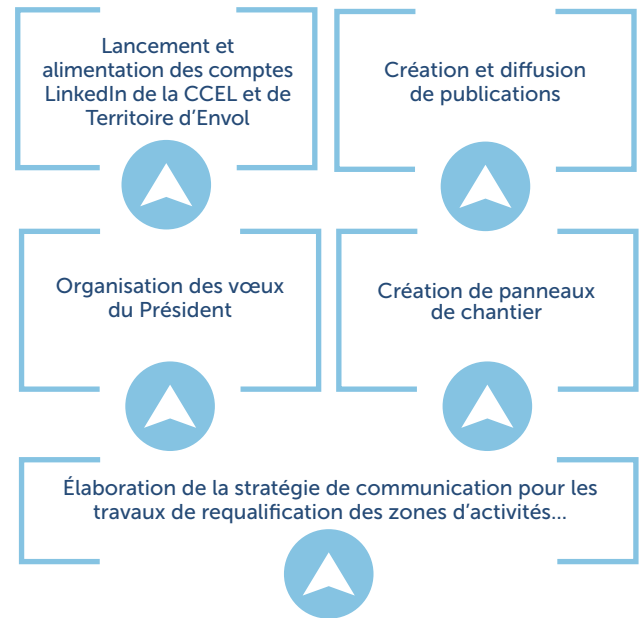 Lancement et
alimentation des comptes
LinkedIn de la CCEL et de
Territoire d’Envol
Création et diffusion
de publications
Organisation des vœux
du Président
Création de panneaux
de chantier
Élaboration de la stratégie de communication pour les
travaux de requalification des zones d’activités...